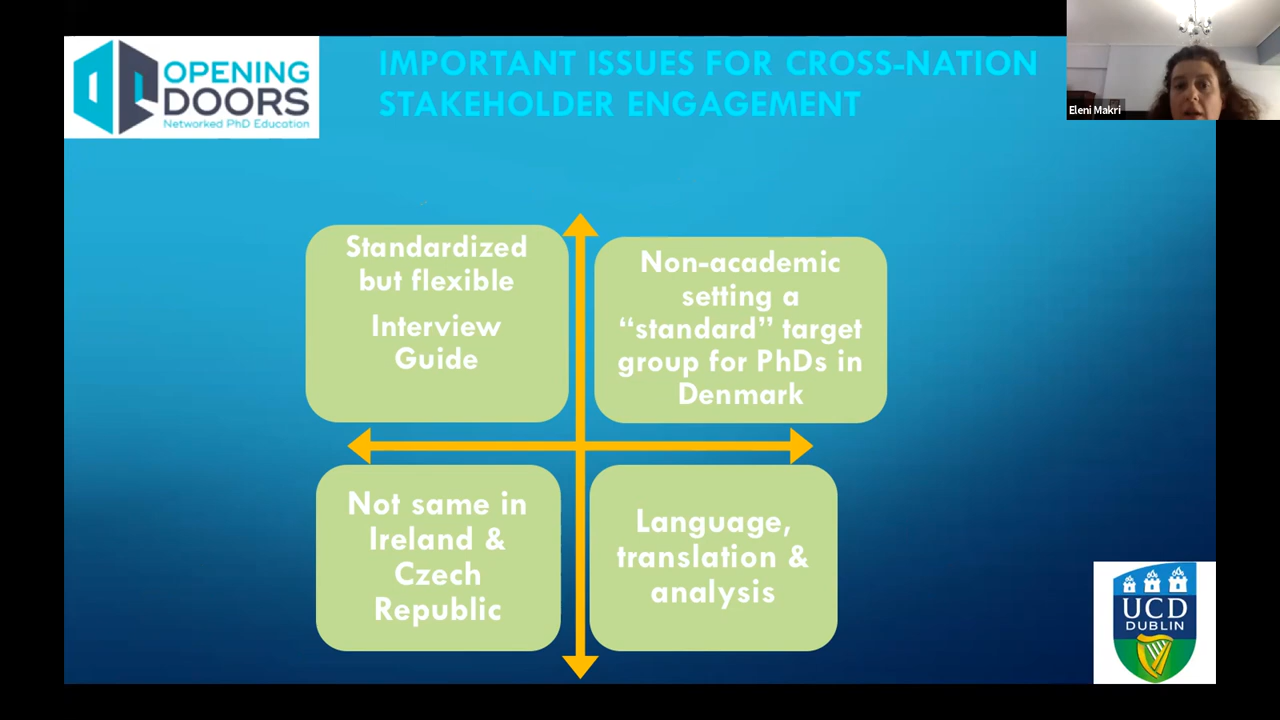 OPENING
DOORS
Networked PhD Education
IMPORTANT ISSUES FOR CROSS-NATION
STAKEHOLDER ENGAGEMENT
Eleni Makri
Standardized
but flexible
Interview
Guide
Non-academic
setting a
“standard” target
group for PhDs in
Denmark
Not same in
Ireland &
Czech
Republic
Language,
translation &
analysis
UCD
DUBLIN